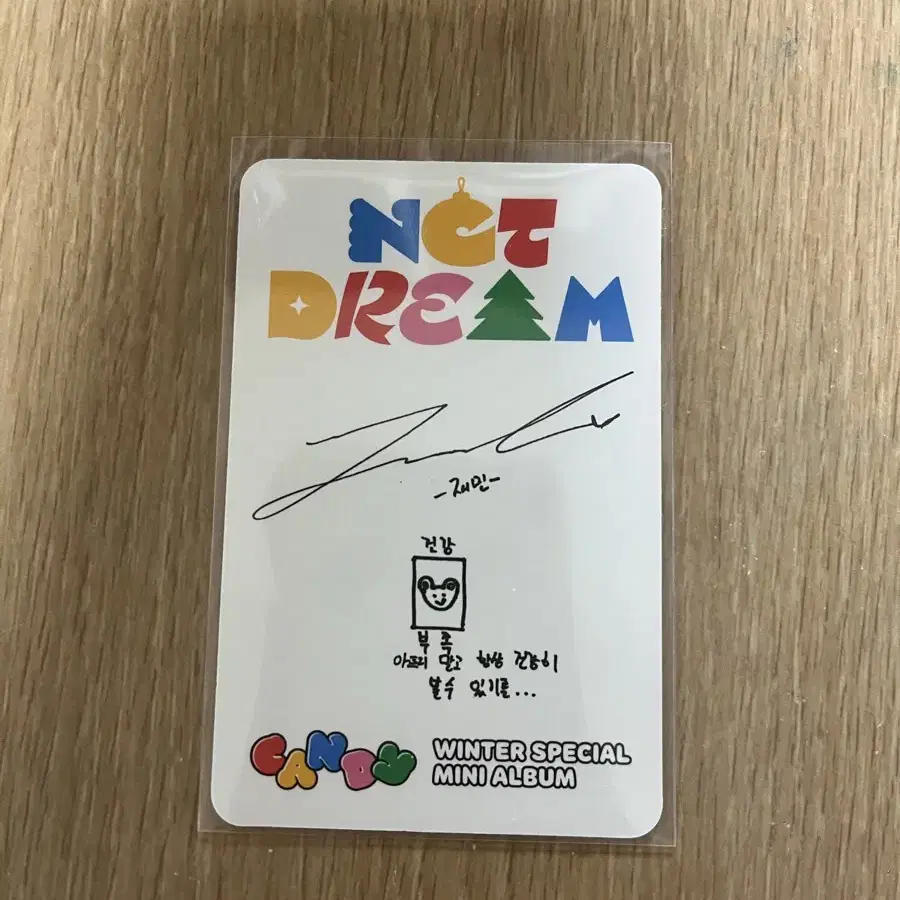 NCT
DREAM
-재민-
건강
부족
아프지 말고 항상 건강히
볼수 있기를...
CANDY WINTER SPECIAL
MINI ALBUM